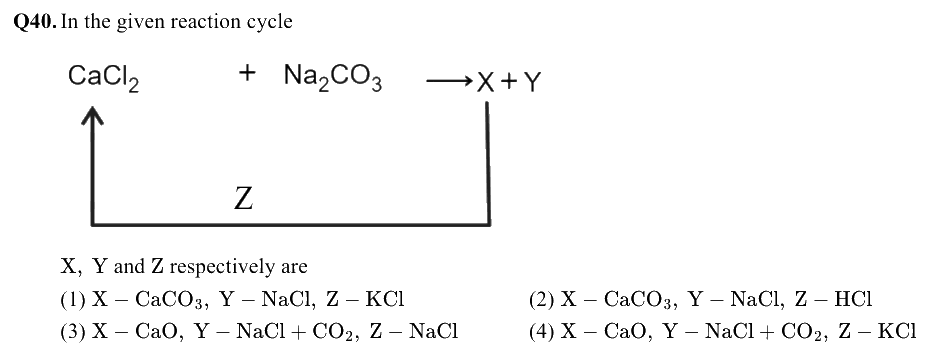 Q40. In the given reaction cycle
CaCl₂ + Na₂CO₃ ⟶ X + Y
Z
X, Y and Z respectively are
(1) X – CaCO₃, Y – NaCl, Z – KCl (2) X – CaCO₃, Y – NaCl, Z – HCl
(3) X – CaO, Y – NaCl + CO₂, Z – NaCl (4) X – CaO, Y – NaCl + CO₂, Z – KCl